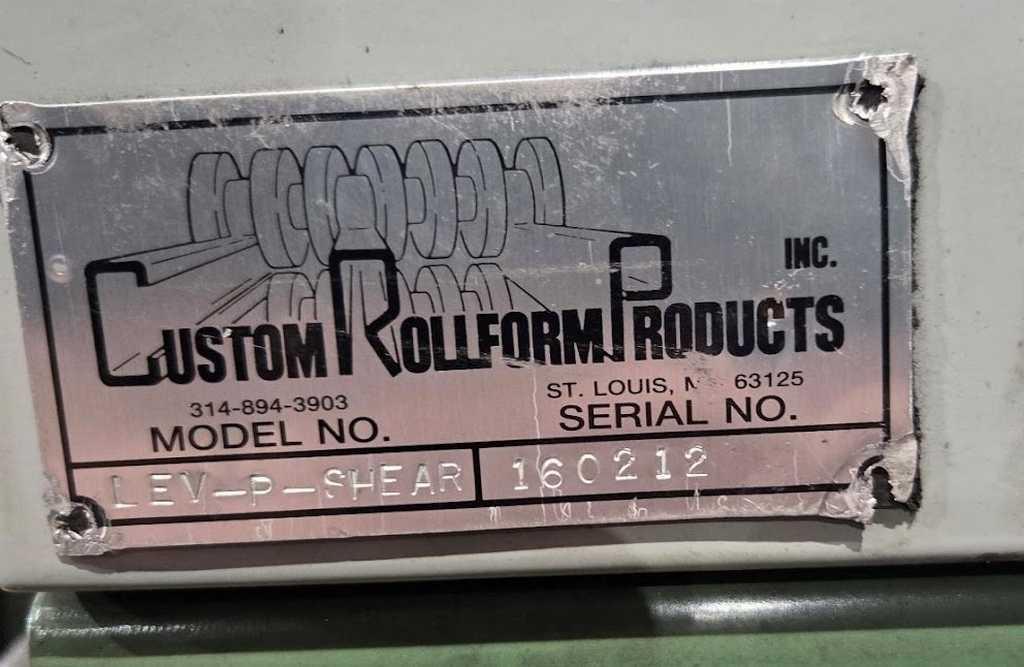 INC.
CUSTOM ROLLFORM PRODUCTS
314-894-3903
ST. LOUIS, 63125
MODEL NO.
SERIAL NO.
LEV-P-SHEAR
160212